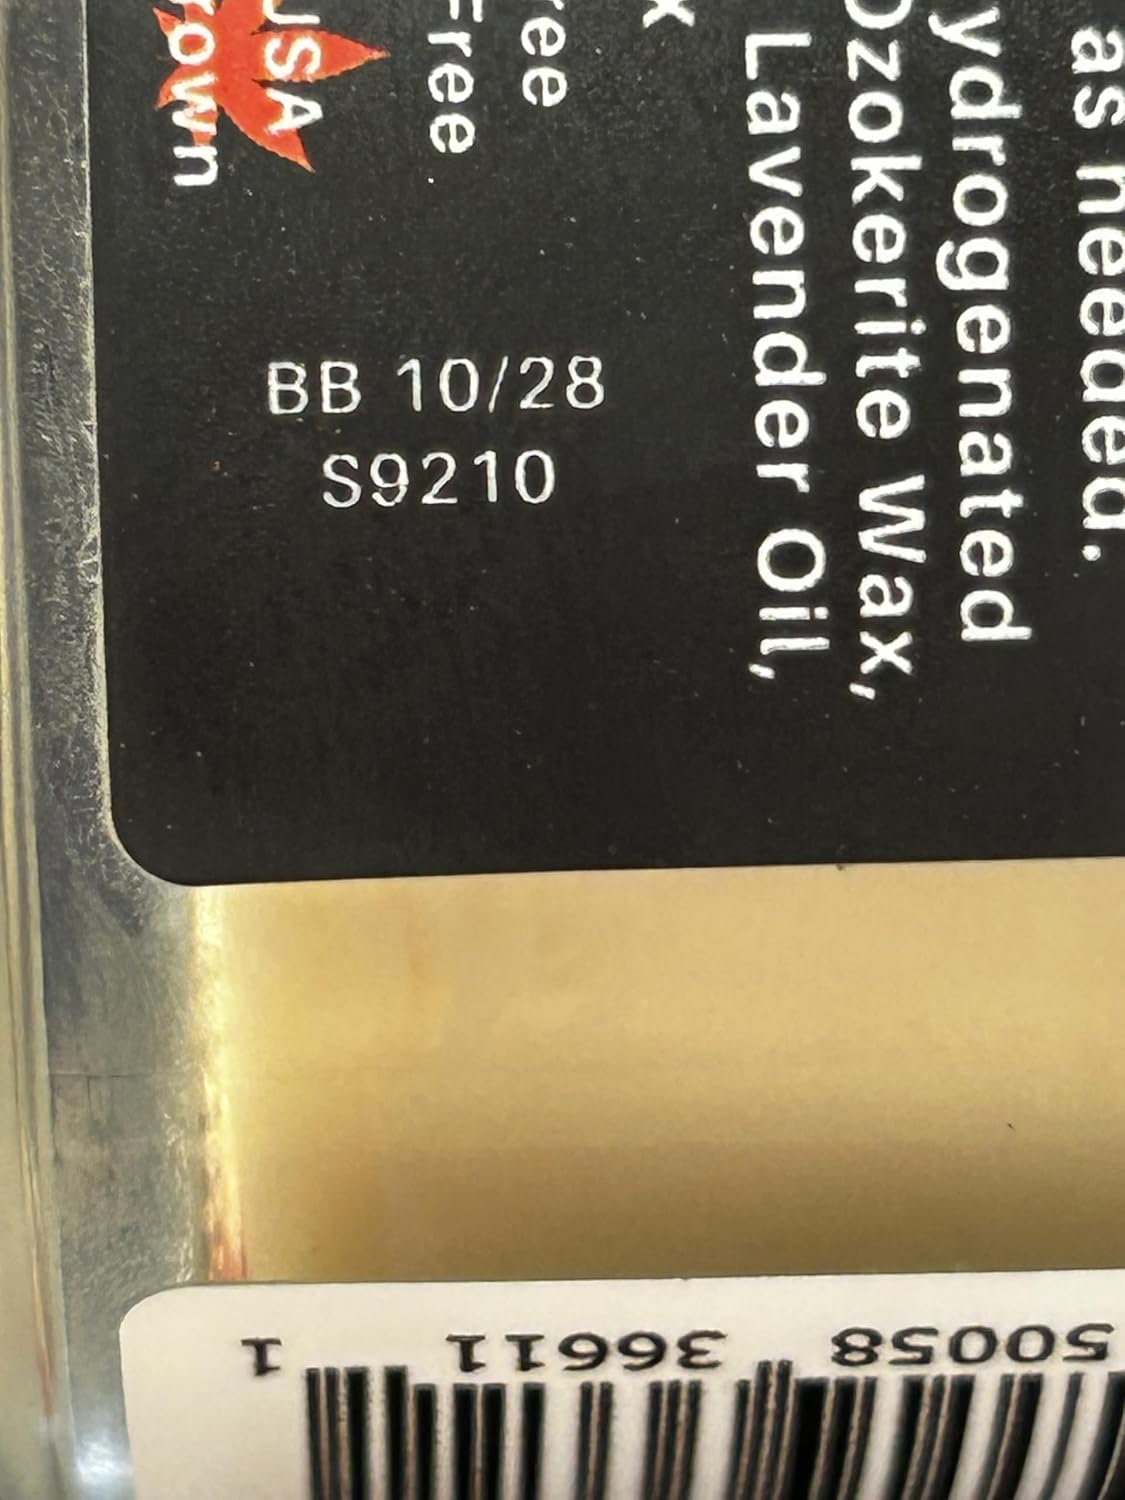 as needed.
ydrogenated
Ozokerite Wax,
Lavender Oil,
x
ree
Free
USA
rown
BB 10/28
S9210
50058 36611 1